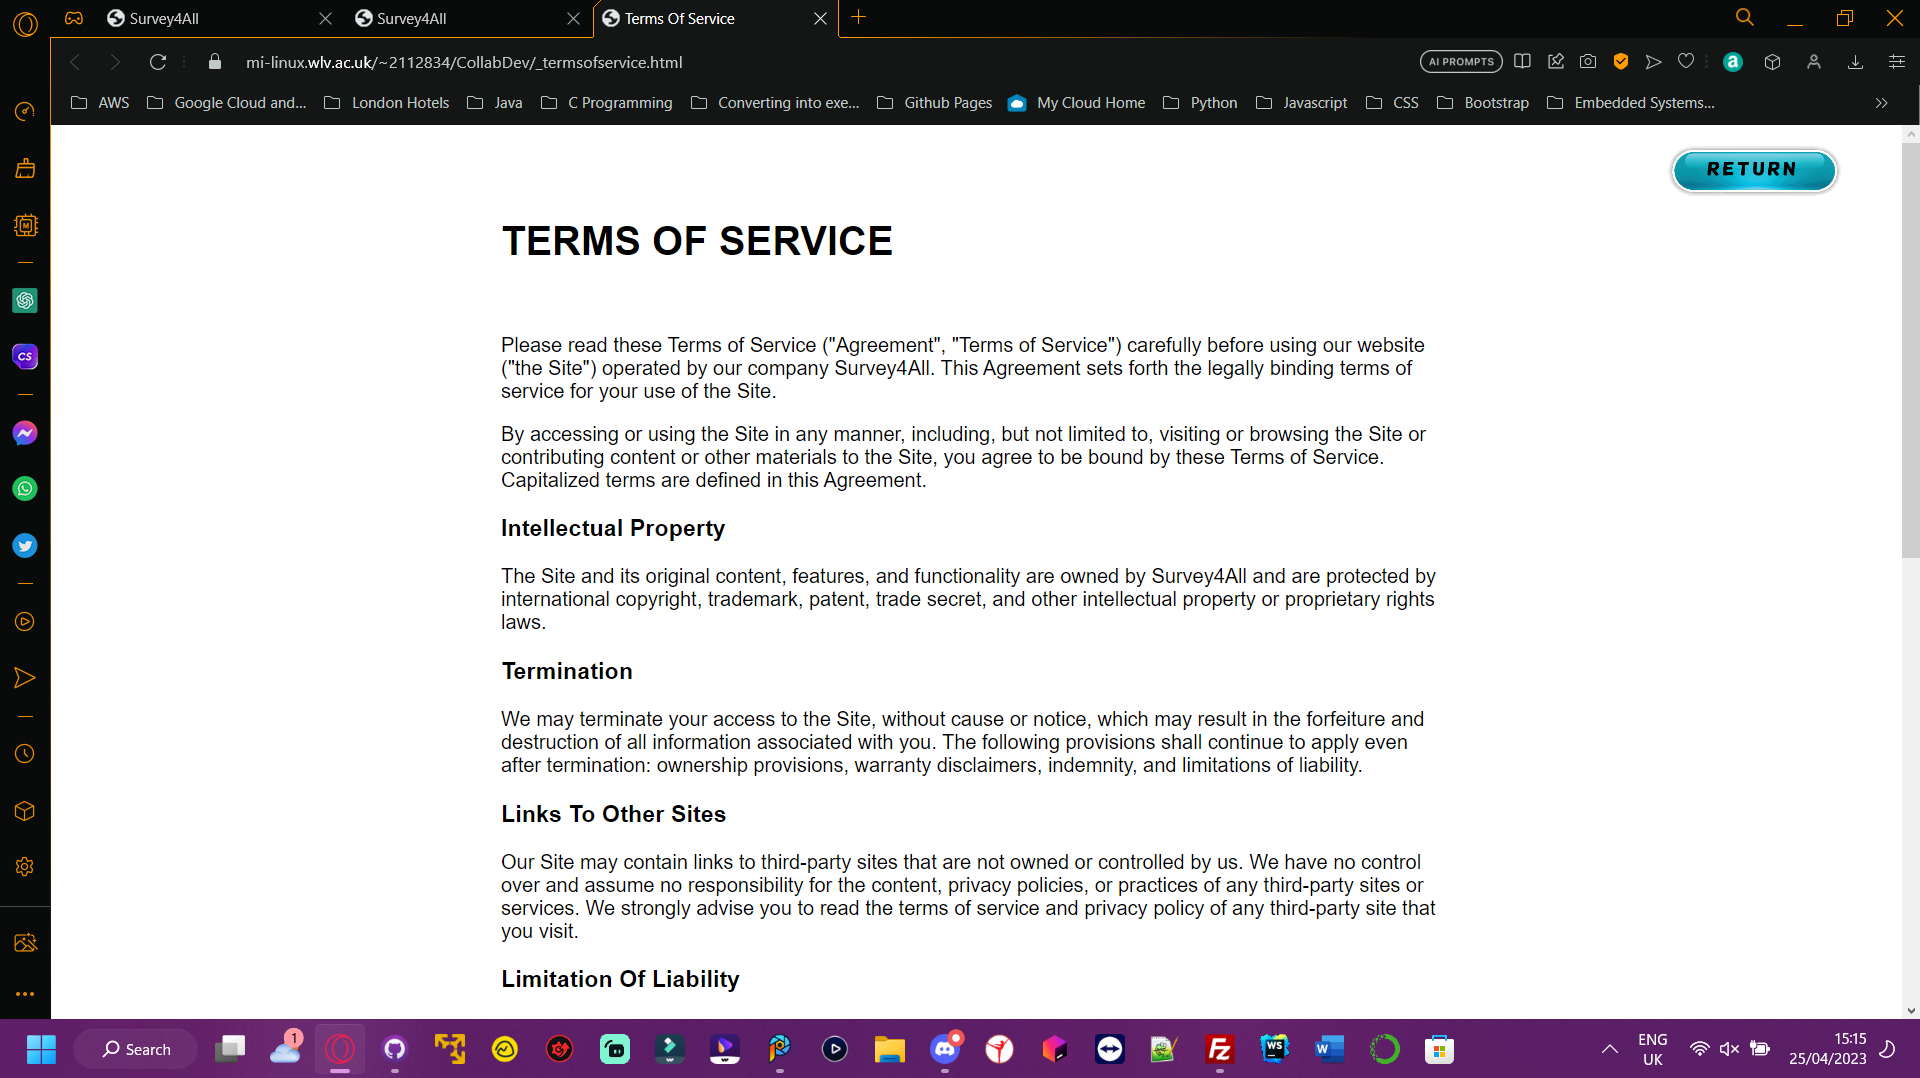 Survey4All
Survey4All
Terms Of Service
mi-linux.wlv.ac.uk/~2112834/CollabDev/_termsofservice.html
AI PROMPTS
AWS
Google Cloud and...
London Hotels
Java
C Programming
Converting into exe...
Github Pages
My Cloud Home
Python
Javascript
CSS
Bootstrap
Embedded Systems...
RETURN
TERMS OF SERVICE
Please read these Terms of Service ("Agreement", "Terms of Service") carefully before using our website
("the Site") operated by our company Survey4All. This Agreement sets forth the legally binding terms of
service for your use of the Site.
By accessing or using the Site in any manner, including, but not limited to, visiting or browsing the Site or
contributing content or other materials to the Site, you agree to be bound by these Terms of Service.
Capitalized terms are defined in this Agreement.
Intellectual Property
The Site and its original content, features, and functionality are owned by Survey4All and are protected by
international copyright, trademark, patent, trade secret, and other intellectual property or proprietary rights
laws.
Termination
We may terminate your access to the Site, without cause or notice, which may result in the forfeiture and
destruction of all information associated with you. The following provisions shall continue to apply even
after termination: ownership provisions, warranty disclaimers, indemnity, and limitations of liability.
Links To Other Sites
Our Site may contain links to third-party sites that are not owned or controlled by us. We have no control
over and assume no responsibility for the content, privacy policies, or practices of any third-party sites or
services. We strongly advise you to read the terms of service and privacy policy of any third-party site that
you visit.
Limitation Of Liability
M
CS
a
Search
1
Fz
WS
W
ENG
UK
15:15
25/04/2023